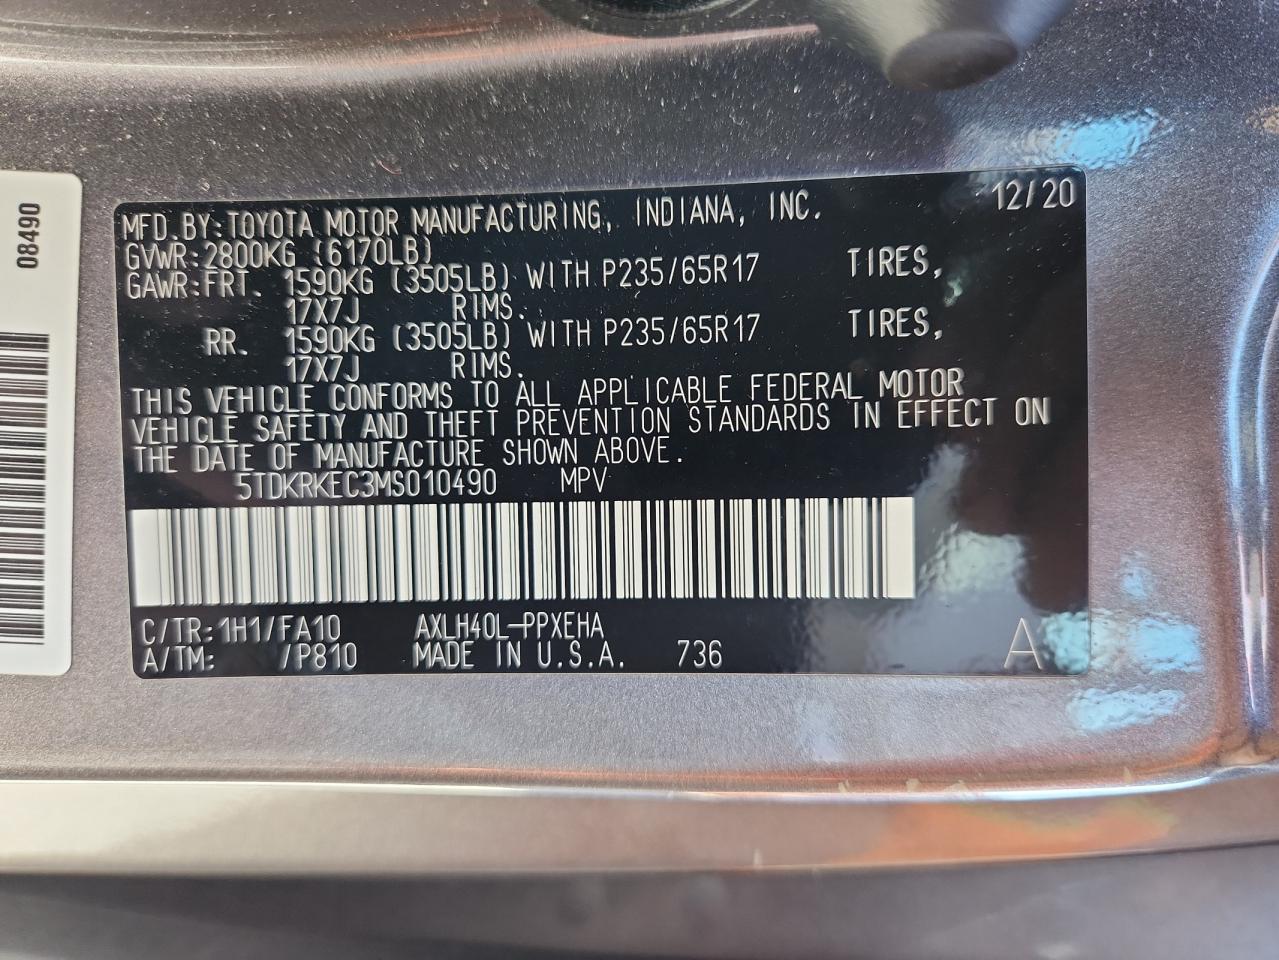 MFD.BY:TOYOTA MOTOR MANUFACTURING, INDIANA, INC. 12/20
GVWR:2800KG (6170LB)
GAWR:FRT. 1590KG (3505LB) WITH P235/65R17 TIRES,
17X7J RIMS.
RR. 1590KG (3505LB) WITH P235/65R17 TIRES,
17X7J RIMS.
THIS VEHICLE CONFORMS TO ALL APPLICABLE FEDERAL MOTOR
VEHICLE SAFETY AND THEFT PREVENTION STANDARDS IN EFFECT ON
THE DATE OF MANUFACTURE SHOWN ABOVE.
5TDKRKEC3MS010490 MPV
C/TR:1H1/FA10 AXLH40L-PPXEHA
A/TM: /P810 MADE IN U.S.A. 736 A
08490